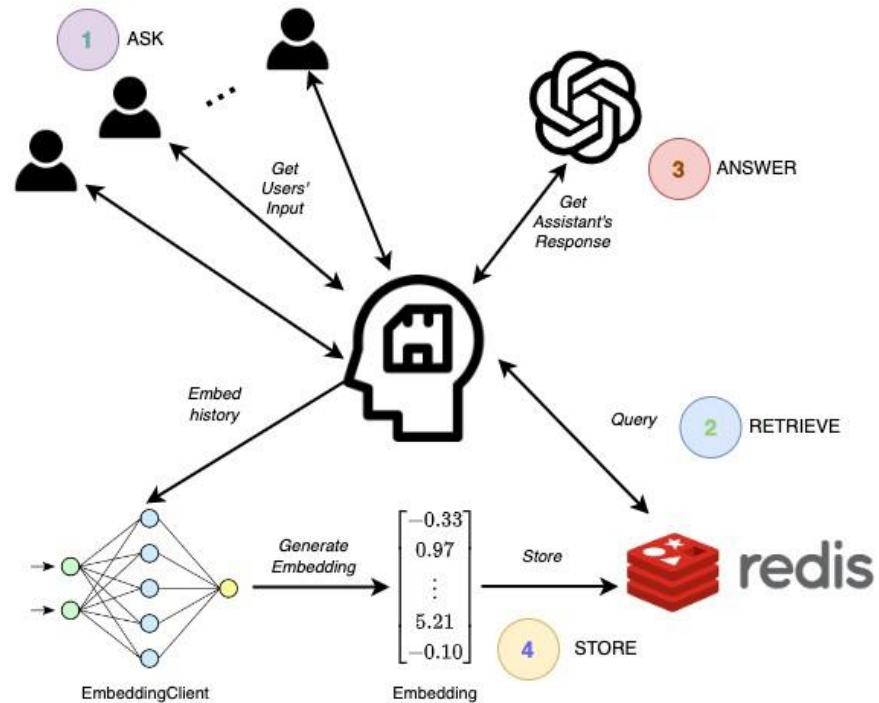 1 ASK
...
Get
Users'
Input
3 ANSWER
Get
Assistant's
Response
Embed
history
Query
2 RETRIEVE
Generate
Embedding
−0.33
0.97
⋮
5.21
−0.10
Store
redis
4 STORE
EmbeddingClient
Embedding